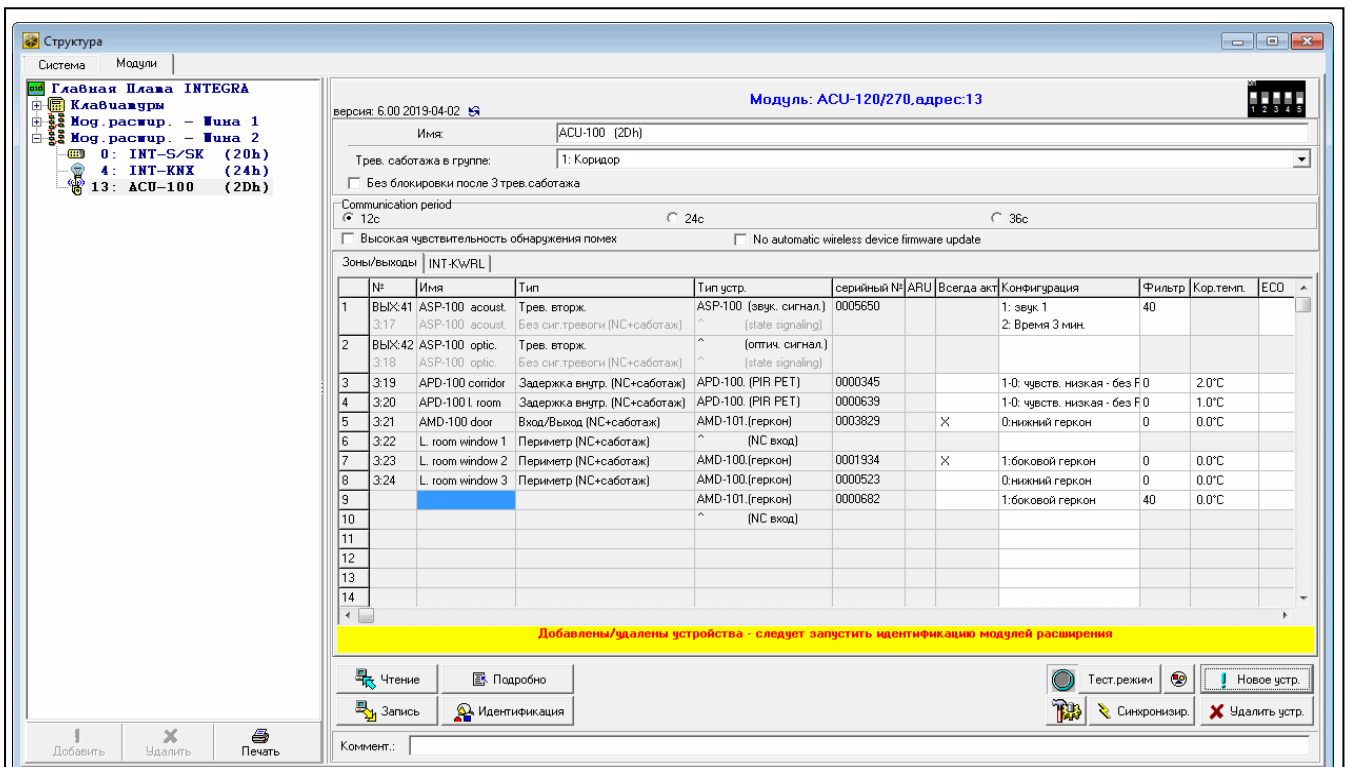 Структура
Система Модули
Главная Плата INTEGRA
Клавиатуры
Мод.расшир. – Шина 1
Мод.расшир. – Шина 2
0: INT-S/SK (20h)
4: INT-KNX (24h)
13: ACU-100 (2Dh)
Добавить Удалить Печать
версия: 6.00 2019-04-02
Модуль: ACU-120/270,адрес:13
1 2 3 4 5
Имя: ACU-100 (2Dh)
Трев. саботажа в группе: 1: Коридор
Без блокировки после 3 трев.саботажа
Communication period
12с 24с 36с
Высокая чувствительность обнаружения помех No automatic wireless device firmware update
Зоны/выходы INT-KWRL
№ Имя Тип Тип устр. серийный № ARU Всегда акт Конфигурация Фильтр Кор.темп. ECO
1 ВЫХ:41 ASP-100 acoust. Трев. вторж. ASP-100 (звук. сигнал.) 0005650 1: звук 1 40
3:17 ASP-100 acoust. Без сиг.тревоги (NC+саботаж) ^ (state signaling) 2: Время 3 мин.
2 ВЫХ:42 ASP-100 optic. Трев. вторж. ^ (оптич. сигнал.)
3:18 ASP-100 optic. Без сиг.тревоги (NC+саботаж) ^ (state signaling)
3 3:19 APD-100 corridor Задержка внутр. (NC+саботаж) APD-100. (PIR PET) 0000345 1-0: чувств. низкая - без F 0 2.0°C
4 3:20 APD-100 l. room Задержка внутр. (NC+саботаж) APD-100. (PIR PET) 0000639 1-0: чувств. низкая - без F 0 1.0°C
5 3:21 AMD-100 door Вход/Выход (NC+саботаж) AMD-101.(геркон) 0003829 X 0:нижний геркон 0 0.0°C
6 3:22 L. room window 1 Периметр (NC+саботаж) ^ (NC вход)
7 3:23 L. room window 2 Периметр (NC+саботаж) AMD-100.(геркон) 0001934 X 1:боковой геркон 0 0.0°C
8 3:24 L. room window 3 Периметр (NC+саботаж) AMD-100.(геркон) 0000523 0:нижний геркон 0 0.0°C
9 AMD-101.(геркон) 0000682 1:боковой геркон 40 0.0°C
10 ^ (NC вход)
11
12
13
14
Добавлены/удалены устройства - следует запустить идентификацию модулей расширения
Чтение Подробно Тест.режим Новое устр.
Запись Идентификация Синхронизир. Удалить устр.
Коммент.: